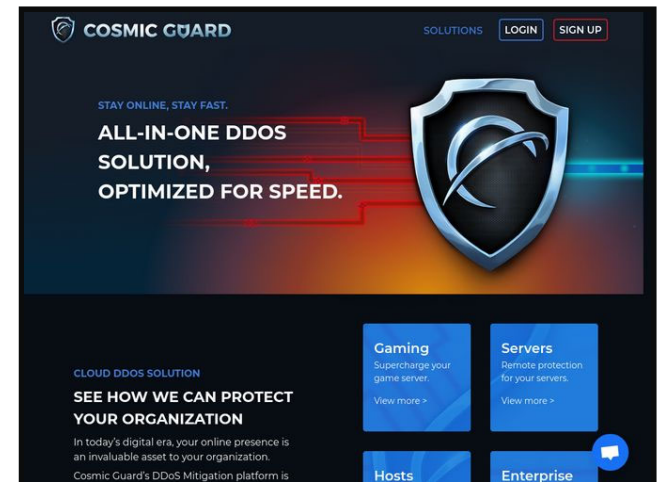 COSMIC GUARD
SOLUTIONS
LOGIN
SIGN UP
STAY ONLINE, STAY FAST.
ALL-IN-ONE DDOS
SOLUTION,
OPTIMIZED FOR SPEED.
CLOUD DDOS SOLUTION
SEE HOW WE CAN PROTECT
YOUR ORGANIZATION
In today's digital era, your online presence is
an invaluable asset to your organization.
Cosmic Guard's DDoS Mitigation platform is
Gaming
Supercharge your
game server.
View more >
Servers
Remote protection
for your servers.
View more >
Hosts
Enterprise